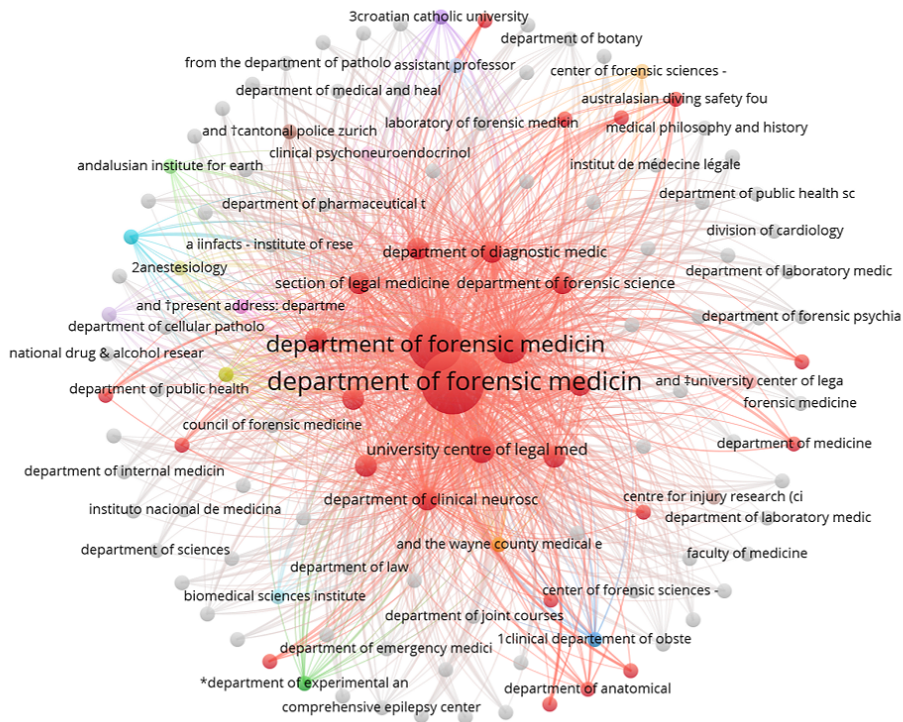 3croatian catholic university
department of botany
from the department of patholo
assistant professor
center of forensic sciences -
department of medical and heal
australasian diving safety fou
and †cantonal police zurich
laboratory of forensic medicin
medical philosophy and history
clinical psychoneuroendocrinol
andalusian institute for earth
institut de médecine légale
department of public health sc
department of pharmaceutical t
division of cardiology
a iinfacts - institute of rese
department of diagnostic medic
2anestesiology
department of laboratory medic
section of legal medicine
department of forensic science
and †present address: departme
department of forensic psychia
department of cellular patholo
department of forensic medicin
national drug & alcohol resear
department of forensic medicin
and ‡university center of lega
department of public health
forensic medicine
council of forensic medicine
department of medicine
university centre of legal med
department of internal medicin
department of clinical neurosc
centre for injury research (ci
instituto nacional de medicina
department of laboratory medic
and the wayne county medical e
department of sciences
faculty of medicine
department of law
biomedical sciences institute
center of forensic sciences -
department of joint courses
1clinical departement of obste
department of emergency medici
*department of experimental an
department of anatomical
comprehensive epilepsy center